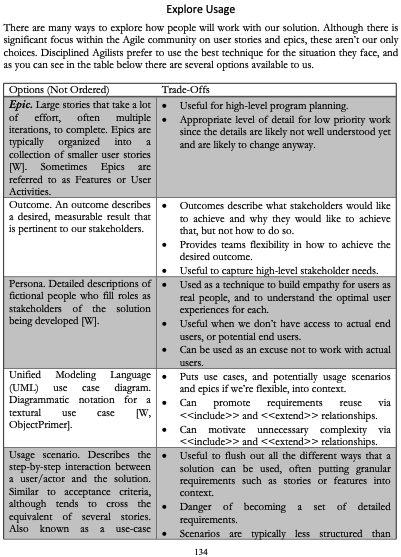 Explore Usage
There are many ways to explore how people will work with our solution. Although there is
significant focus within the Agile community on user stories and epics, these aren't our only
choices. Disciplined Agilists prefer to use the best technique for the situation they face, and
as you can see in the table below there are several options available to us.
Options (Not Ordered)
Trade-Offs
Epic. Large stories that take a lot
of effort, often multiple
iterations, to complete. Epics are
typically organized into a
collection of smaller user stories
[W]. Sometimes Epics are
referred to as Features or User
Activities.
• Useful for high-level program planning.
• Appropriate level of detail for low priority work
since the details are likely not well understood yet
and are likely to change anyway.
Outcome. An outcome describes
a desired, measurable result that
is pertinent to our stakeholders.
• Outcomes describe what stakeholders would like
to achieve and why they would like to achieve
that, but not how to do so.
• Provides teams flexibility in how to achieve the
desired outcome.
• Useful to capture high-level stakeholder needs.
Persona. Detailed descriptions of
fictional people who fill roles as
stakeholders of the solution
being developed [W].
• Used as a technique to build empathy for users as
real people, and to understand the optimal user
experiences for each.
• Useful when we don't have access to actual end
users, or potential end users.
• Can be used as an excuse not to work with actual
users.
Unified Modeling Language
(UML) use case diagram.
Diagrammatic notation for a
textural use case [W,
ObjectPrimer].
• Puts use cases, and potentially usage scenarios
and epics if we're flexible, into context.
• Can promote requirements reuse via
<<include>> and <<extend>> relationships.
• Can motivate unnecessary complexity via
<<include>> and <<extend>> relationships.
Usage scenario. Describes the
step-by-step interaction between
a user/actor and the solution.
Similar to acceptance criteria,
although tends to cross the
equivalent of several stories.
Also known as a use-case
• Useful to flush out all the different ways that a
solution can be used, often putting granular
requirements such as stories or features into
context.
• Danger of becoming a set of detailed
requirements.
• Scenarios are typically less structured than
134